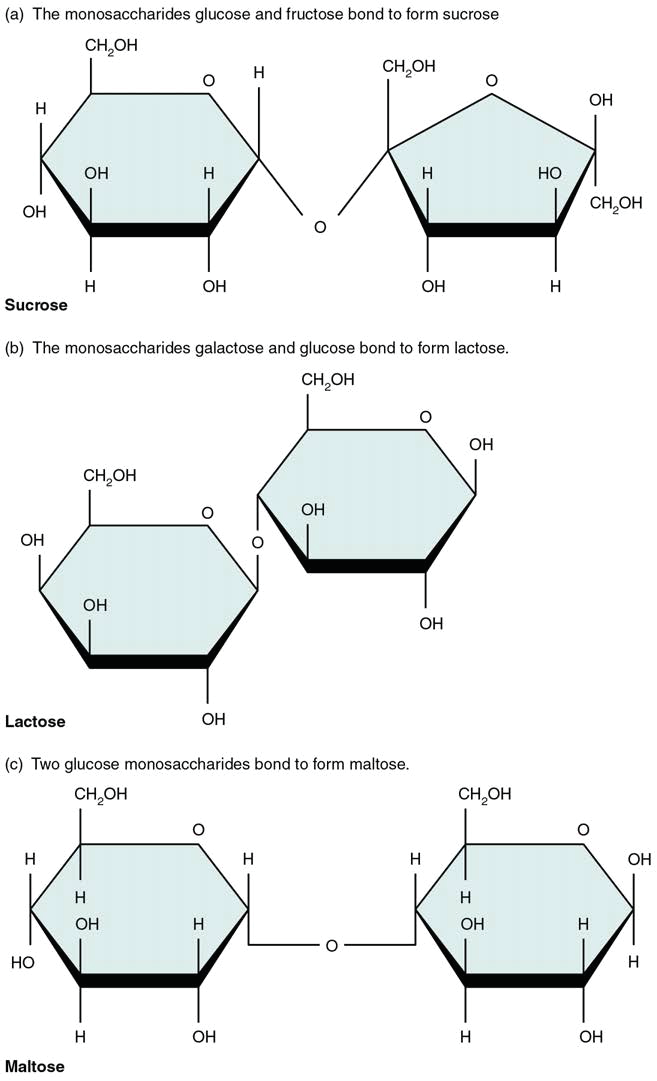 (a) The monosaccharides glucose and fructose bond to form sucrose
CH₂OH
CH₂OH
H
O
H
O
OH
OH
H
H
HO
OH
CH₂OH
O
H
OH
OH
H
Sucrose
(b) The monosaccharides galactose and glucose bond to form lactose.
CH₂OH
O
OH
CH₂OH
OH
O
OH
O
OH
OH
OH
Lactose
(c) Two glucose monosaccharides bond to form maltose.
CH₂OH
CH₂OH
O
O
H
H
H
OH
H
H
OH
H
OH
H
HO
O
H
H
OH
H
OH
Maltose